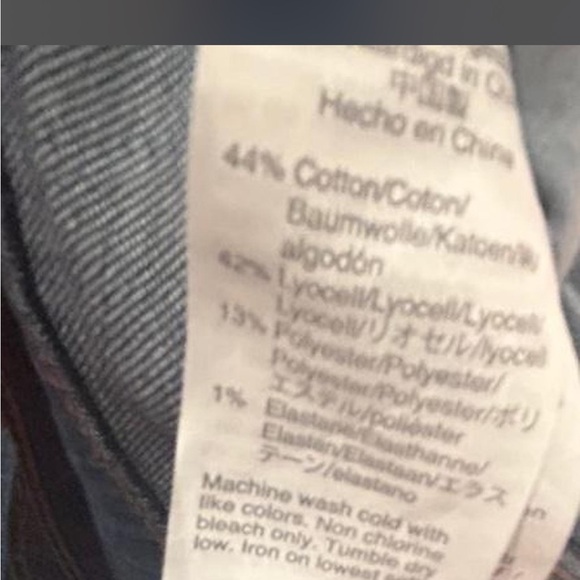 中国製
Hecho en China
44% Cotton/Coton/
Baumwolle/Katoen/綿/
algodón
42% Lyocell/Lyocell/Lyocell/
Lyocell/リオセル/lyocell
13% Polyester/Polyester/
Polyester/Polyester/ポリ
エステル/poliéster
1% Elastane/Elasthanne/
Elasten/Elastaan/エラス
テーン/elastano
Machine wash cold with
like colors. Non chlorine
bleach only. Tumble dry
low. Iron on lowest